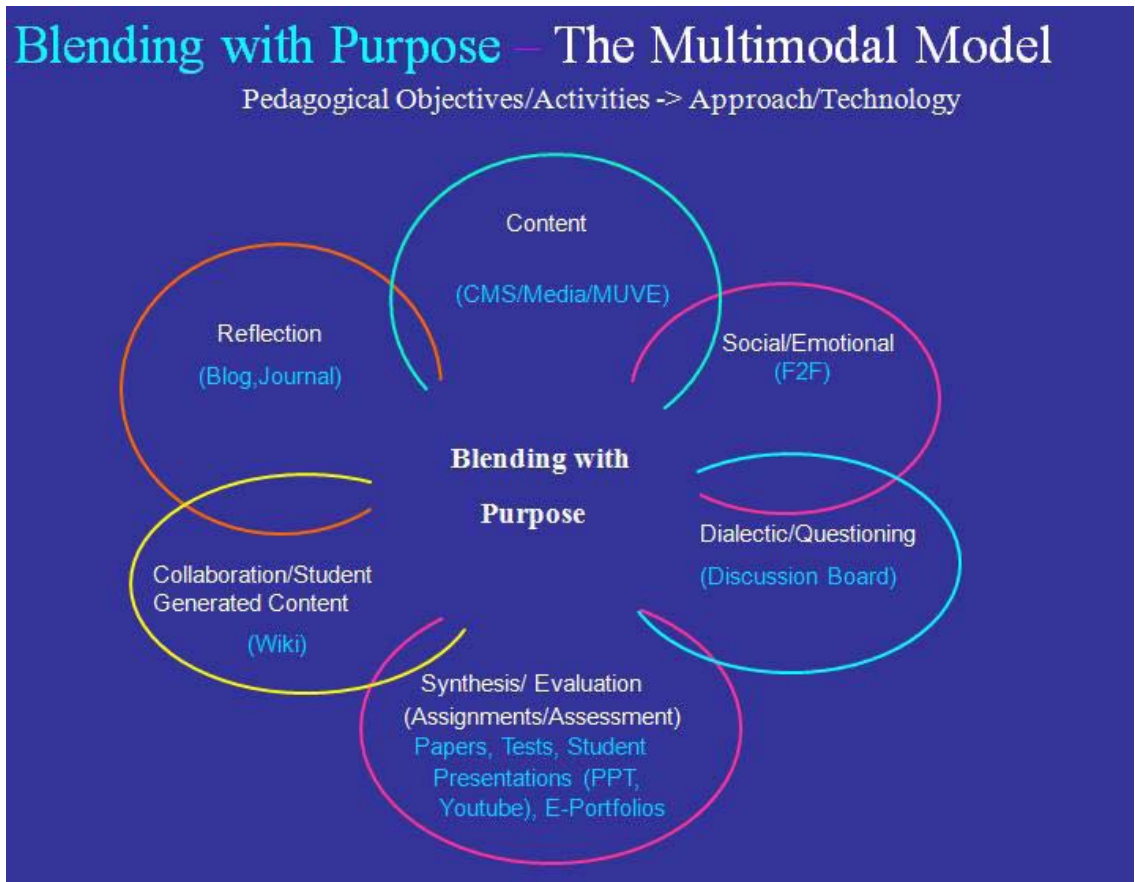 Blending with Purpose – The Multimodal Model
Pedagogical Objectives/Activities -> Approach/Technology
Content
(CMS/Media/MUVE)
Reflection
(Blog,Journal)
Social/Emotional
(F2F)
Blending with
Purpose
Dialectic/Questioning
(Discussion Board)
Collaboration/Student
Generated Content
(Wiki)
Synthesis/ Evaluation
(Assignments/Assessment)
Papers, Tests, Student
Presentations (PPT,
Youtube), E-Portfolios